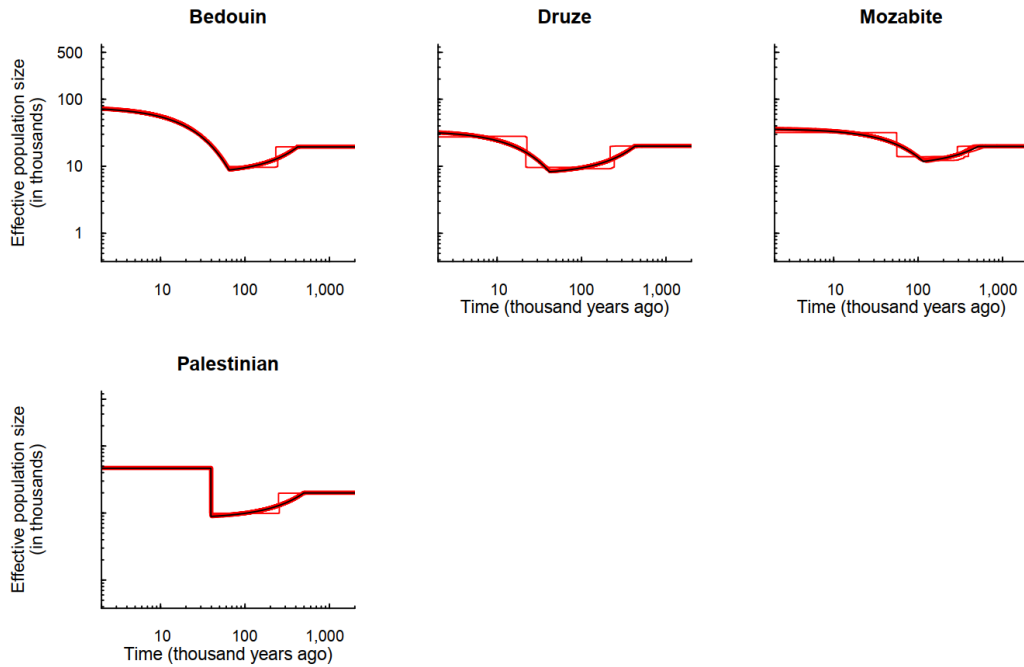 Bedouin
Druze
Mozabite
Effective population size
(in thousands)
500
100
10
1
10
100
1,000
10
100
1,000
10
100
1,000
Time (thousand years ago)
Time (thousand years ago)
Palestinian
Effective population size
(in thousands)
10
100
1,000
Time (thousand years ago)